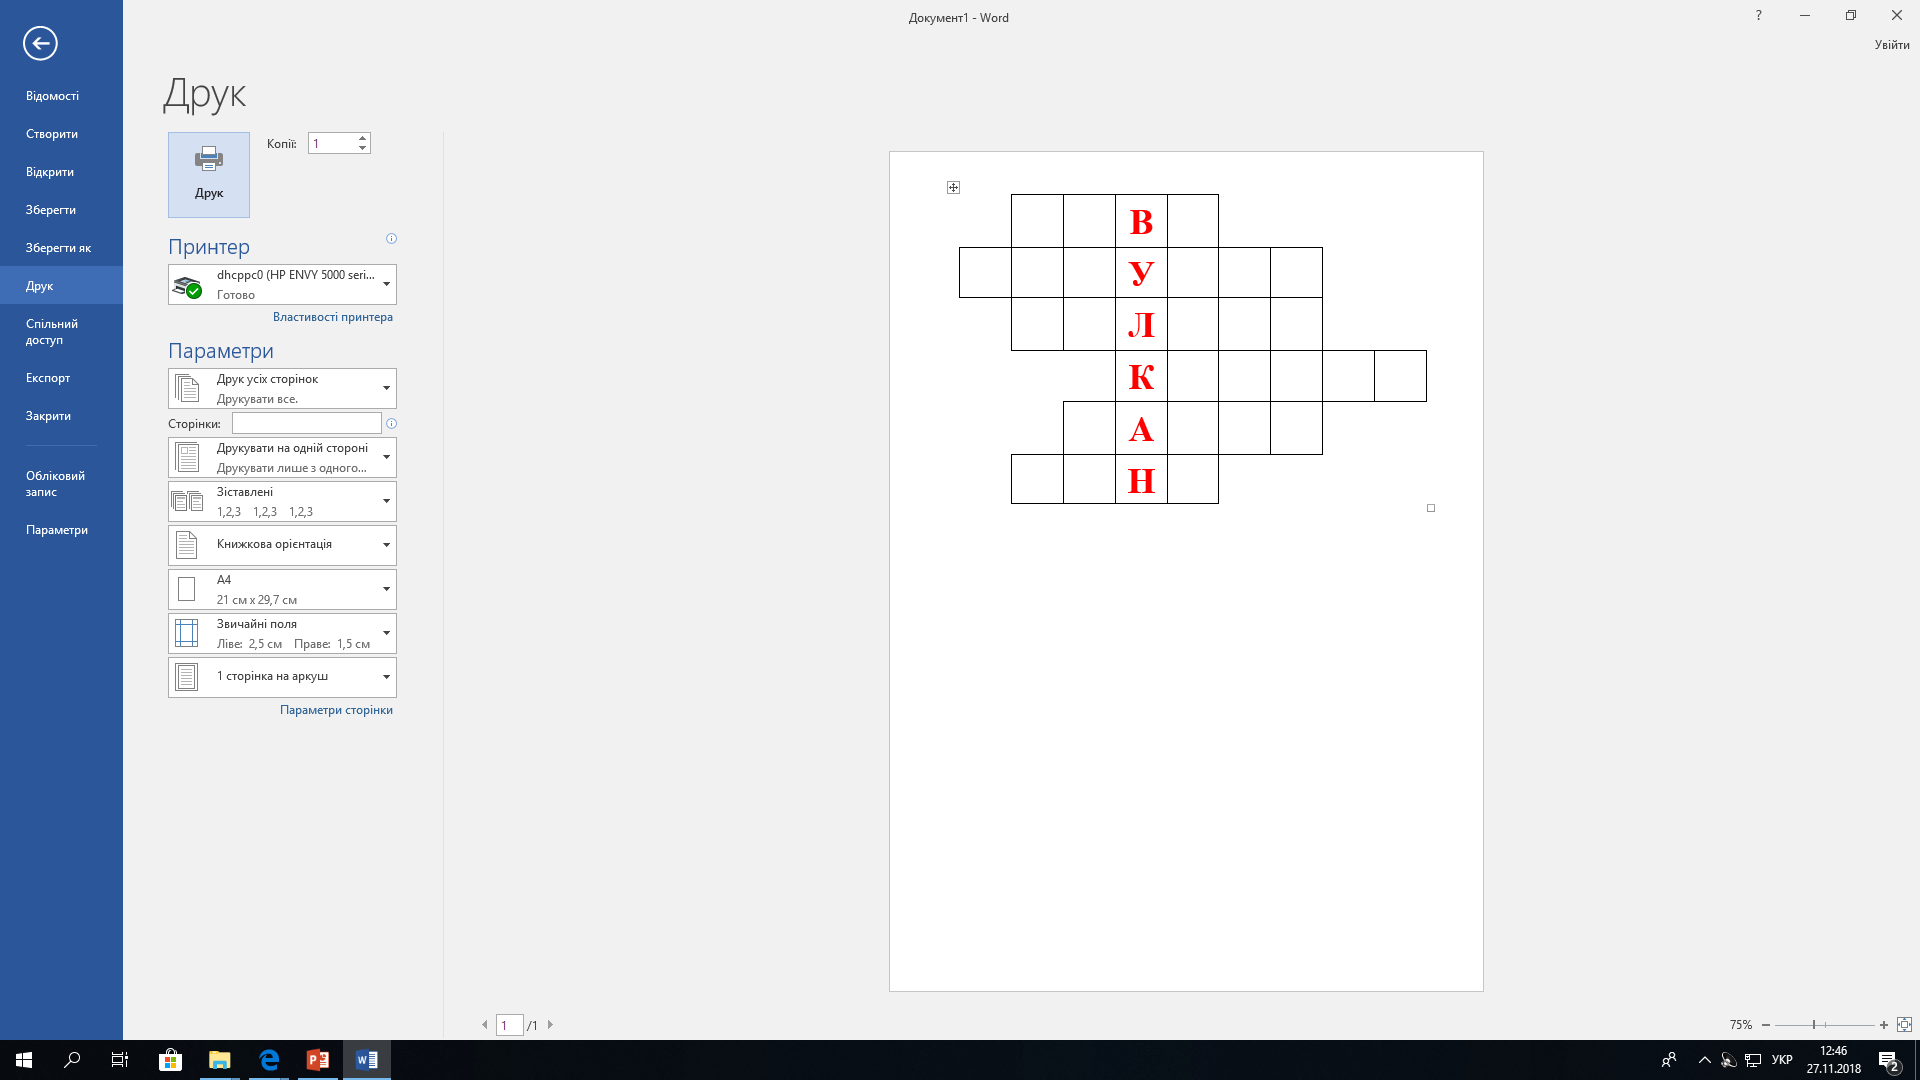 Документ1 - Word
?
Увійти
Відомості
Створити
Відкрити
Зберегти
Зберегти як
Друк
Спільний
доступ
Експорт
Закрити
Обліковий
запис
Параметри
Друк
Друк
Копії: 1
Принтер
dhcppc0 (HP ENVY 5000 seri...
Готово
Властивості принтера
Параметри
Друк усіх сторінок
Друкувати все.
Сторінки:
Друкувати на одній стороні
Друкувати лише з одного...
Зіставлені
1,2,3 1,2,3 1,2,3
Книжкова орієнтація
A4
21 см x 29,7 см
Звичайні поля
Ліве: 2,5 см Праве: 1,5 см
1 сторінка на аркуш
Параметри сторінки
В
У
Л
К
А
Н
1 /1
75%
УКР
12:46
27.11.2018
2